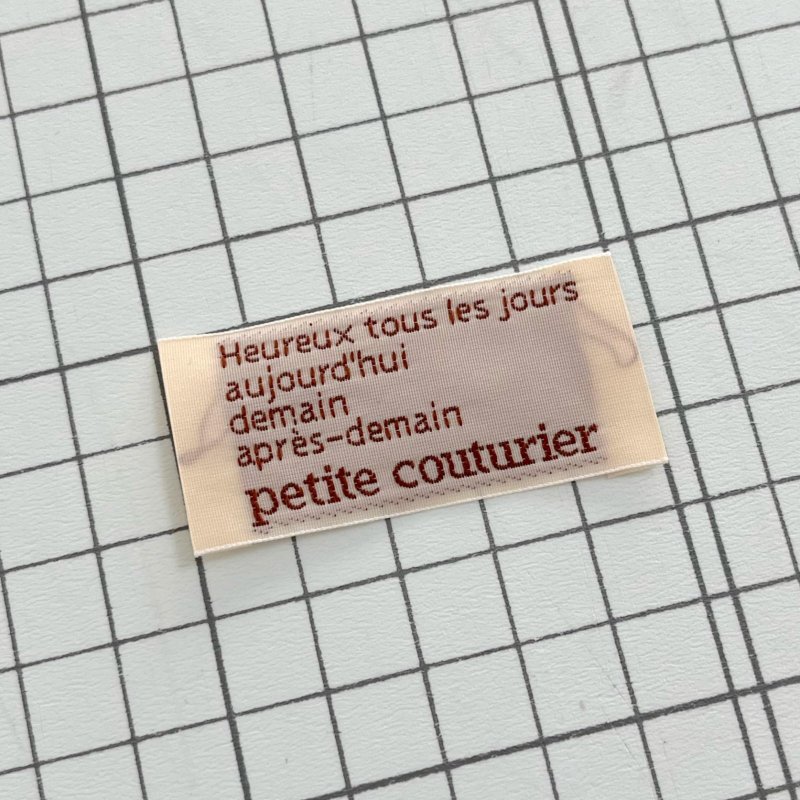 Heureux tous les jours
aujourd'hui
demain
après-demain
petite couturier